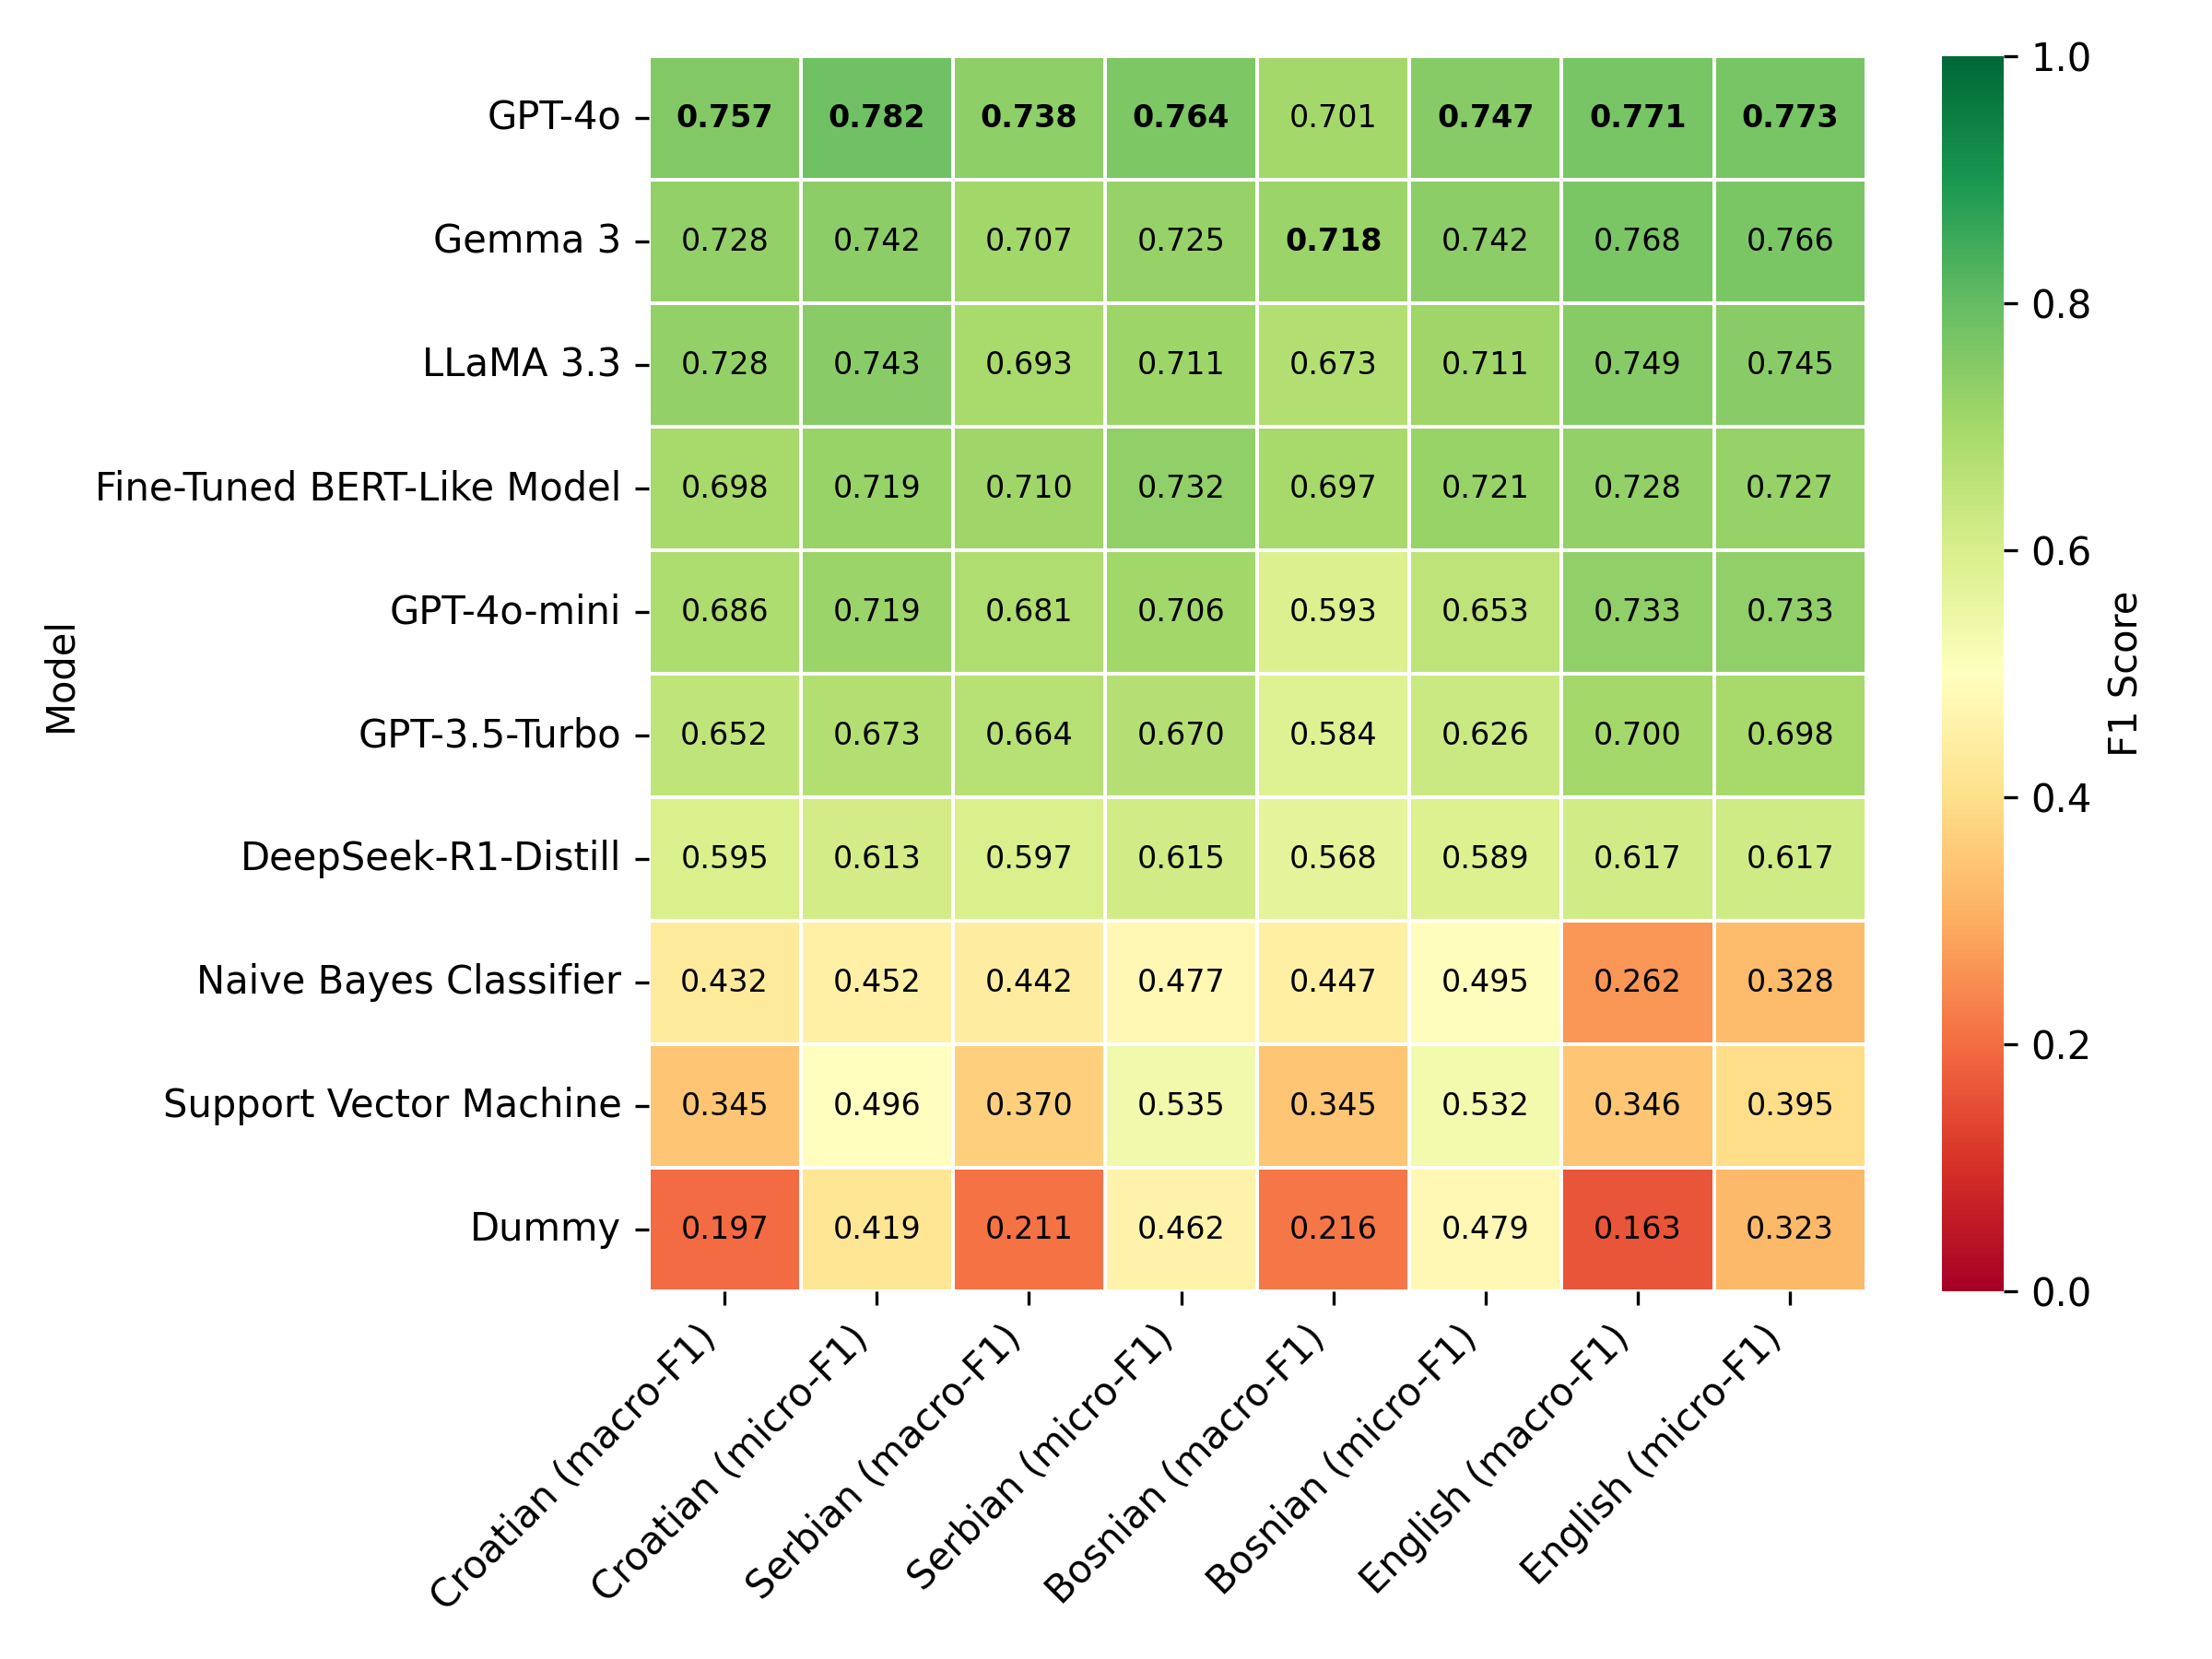 GPT-4o 0.757 0.782 0.738 0.764 0.701 0.747 0.771 0.773
Gemma 3 0.728 0.742 0.707 0.725 0.718 0.742 0.768 0.766
LLaMA 3.3 0.728 0.743 0.693 0.711 0.673 0.711 0.749 0.745
Fine-Tuned BERT-Like Model 0.698 0.719 0.710 0.732 0.697 0.721 0.728 0.727
GPT-4o-mini 0.686 0.719 0.681 0.706 0.593 0.653 0.733 0.733
GPT-3.5-Turbo 0.652 0.673 0.664 0.670 0.584 0.626 0.700 0.698
DeepSeek-R1-Distill 0.595 0.613 0.597 0.615 0.568 0.589 0.617 0.617
Naive Bayes Classifier 0.432 0.452 0.442 0.477 0.447 0.495 0.262 0.328
Support Vector Machine 0.345 0.496 0.370 0.535 0.345 0.532 0.346 0.395
Dummy 0.197 0.419 0.211 0.462 0.216 0.479 0.163 0.323
Model
Croatian (macro-F1)
Croatian (micro-F1)
Serbian (macro-F1)
Serbian (micro-F1)
Bosnian (macro-F1)
Bosnian (micro-F1)
English (macro-F1)
English (micro-F1)
1.0
0.8
0.6
0.4
0.2
0.0
F1 Score